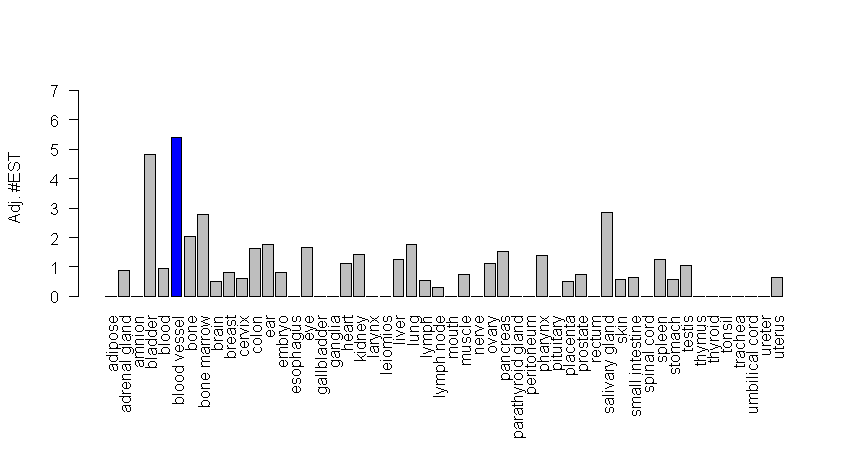 7
6
5
4
3
2
1
0
Adj. #EST
adipose
adrenal gland
amnion
bladder
blood
blood vessel
bone
bone marrow
brain
breast
cervix
colon
ear
embryo
esophagus
eye
gallbladder
ganglia
heart
kidney
larynx
leiomios
liver
lung
lymph
lymph node
mouth
muscle
nerve
ovary
pancreas
parathyroid gland
peritoneum
pharynx
pituitary
placenta
prostate
rectum
salivary gland
skin
small intestine
spinal cord
spleen
stomach
testis
thymus
thyroid
tonsil
trachea
umbilical cord
ureter
uterus